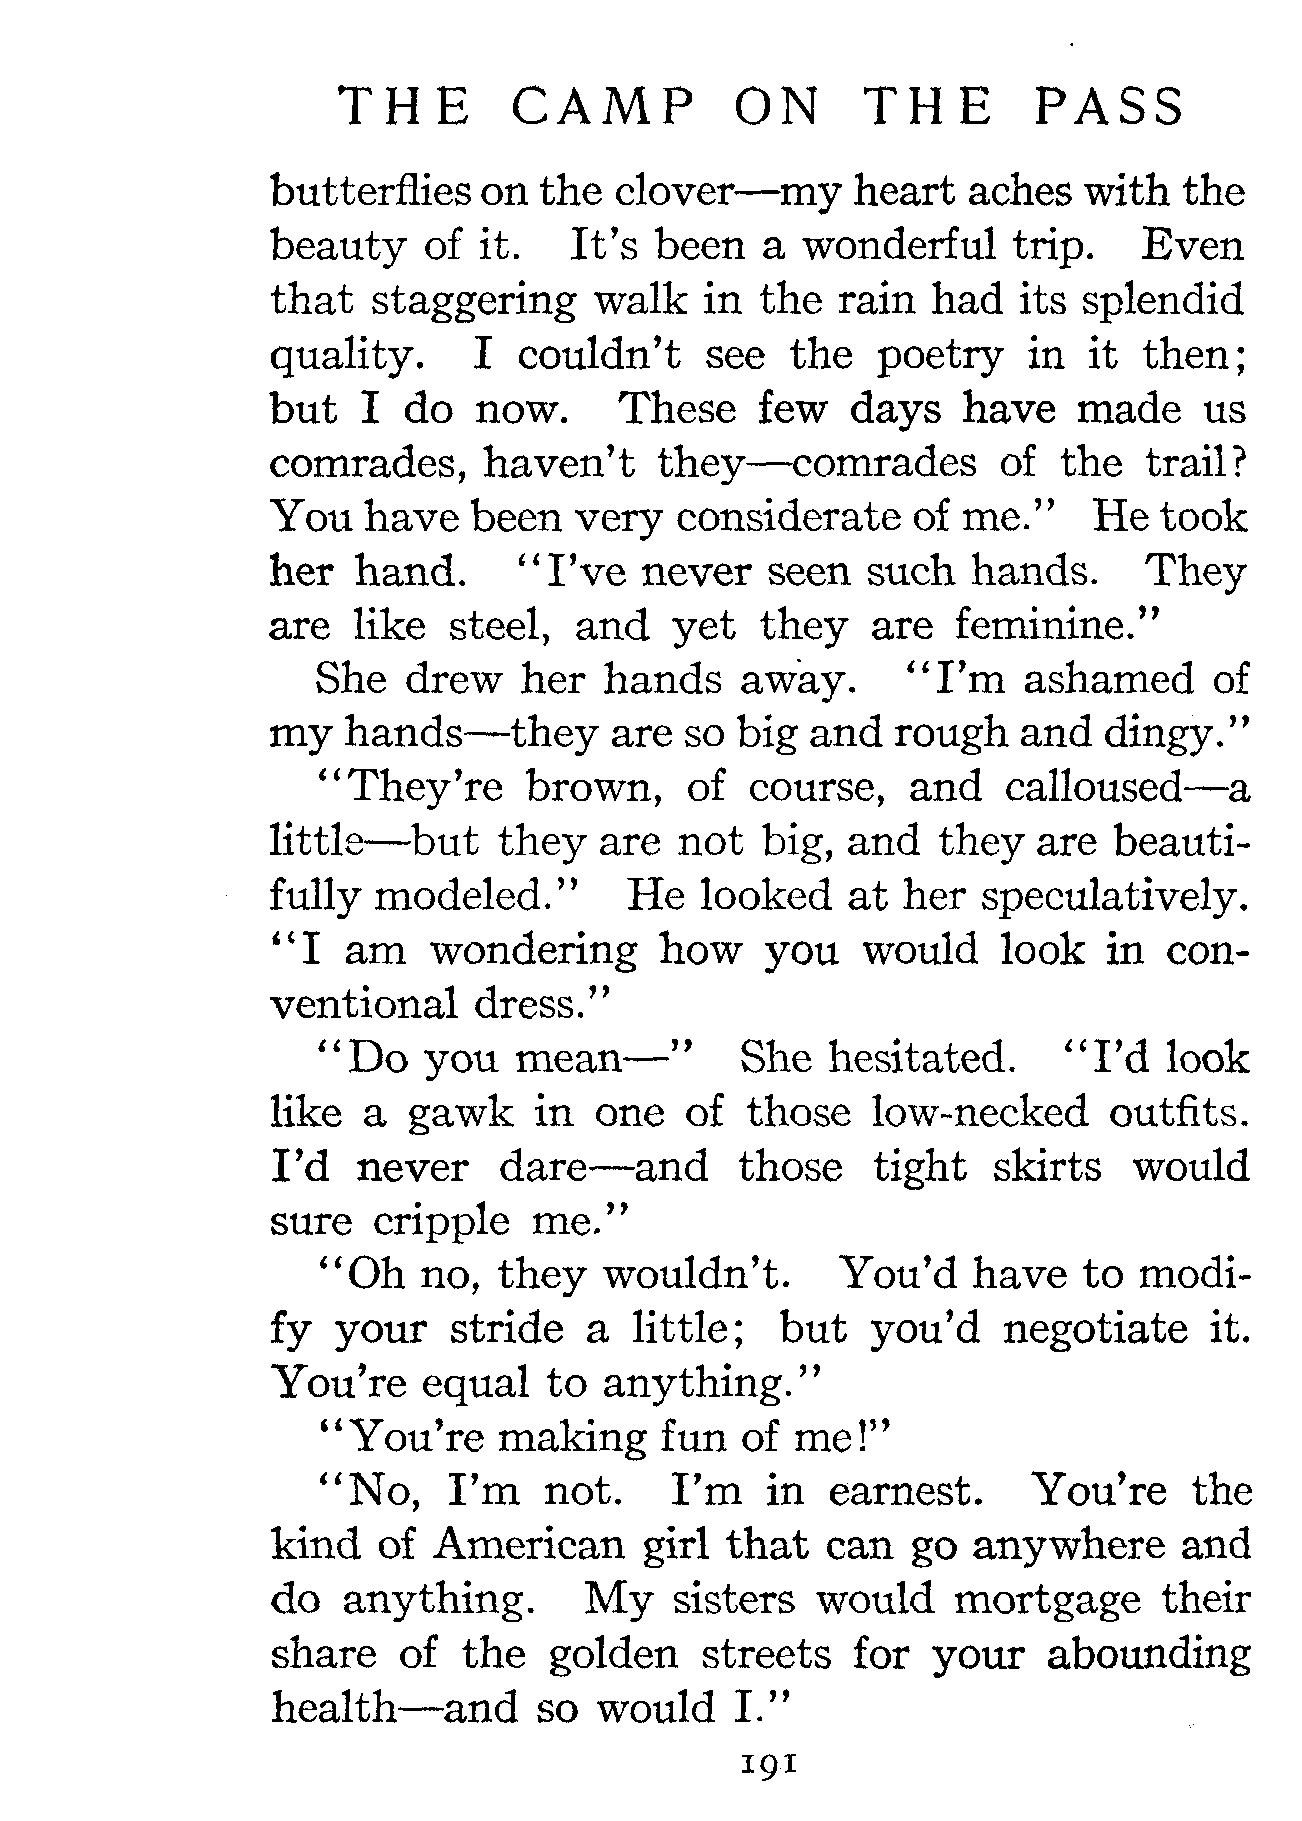 THE CAMP ON THE PASS
butterflies on the clover—my heart aches with the
beauty of it. It's been a wonderful trip. Even
that staggering walk in the rain had its splendid
quality. I couldn't see the poetry in it then;
but I do now. These few days have made us
comrades, haven't they—comrades of the trail?
You have been very considerate of me." He took
her hand. "I've never seen such hands. They
are like steel, and yet they are feminine."
She drew her hands away. "I'm ashamed of
my hands—they are so big and rough and dingy."
"They're brown, of course, and calloused—a
little—but they are not big, and they are beauti-
fully modeled." He looked at her speculatively.
"I am wondering how you would look in con-
ventional dress."
"Do you mean—" She hesitated. "I'd look
like a gawk in one of those low-necked outfits.
I'd never dare—and those tight skirts would
sure cripple me."
"Oh no, they wouldn't. You'd have to modi-
fy your stride a little; but you'd negotiate it.
You're equal to anything."
"You're making fun of me!"
"No, I'm not. I'm in earnest. You're the
kind of American girl that can go anywhere and
do anything. My sisters would mortgage their
share of the golden streets for your abounding
health—and so would I."
191